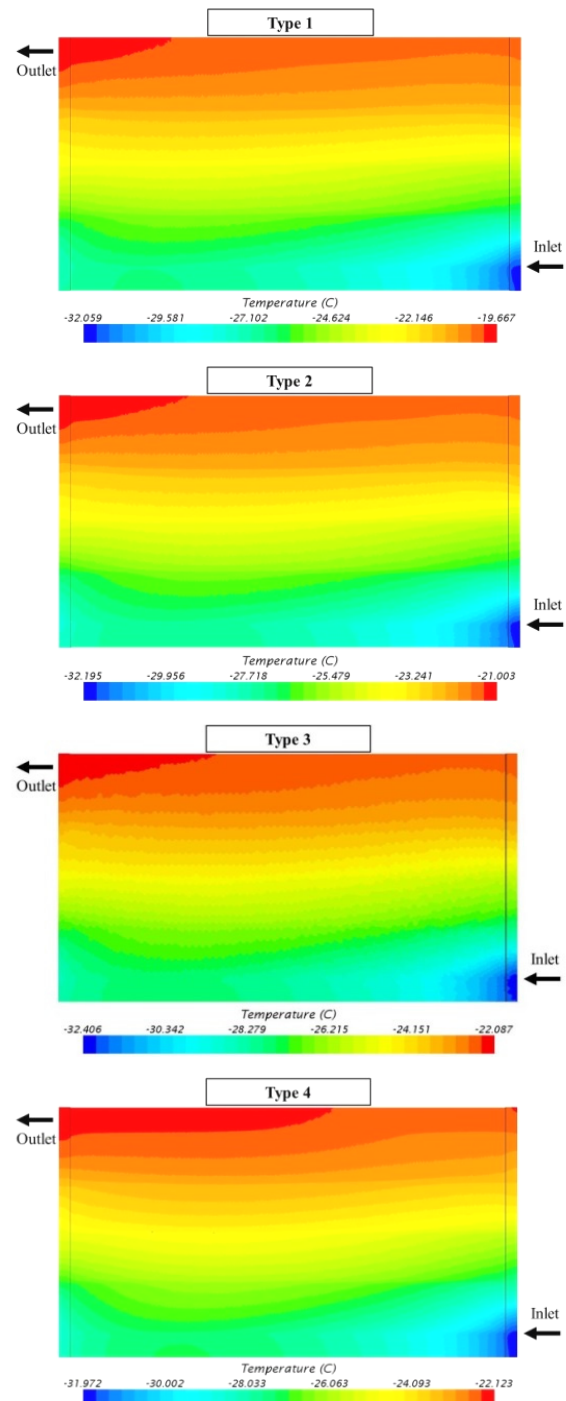 Type 1
Outlet
Inlet
Temperature (C)
-32.059 -29.581 -27.102 -24.624 -22.146 -19.667
Type 2
Outlet
Inlet
Temperature (C)
-32.195 -29.956 -27.718 -25.479 -23.241 -21.003
Type 3
Outlet
Inlet
Temperature (C)
-32.406 -30.342 -28.279 -26.215 -24.151 -22.087
Type 4
Outlet
Inlet
Temperature (C)
-31.972 -30.002 -28.033 -26.063 -24.093 -22.123